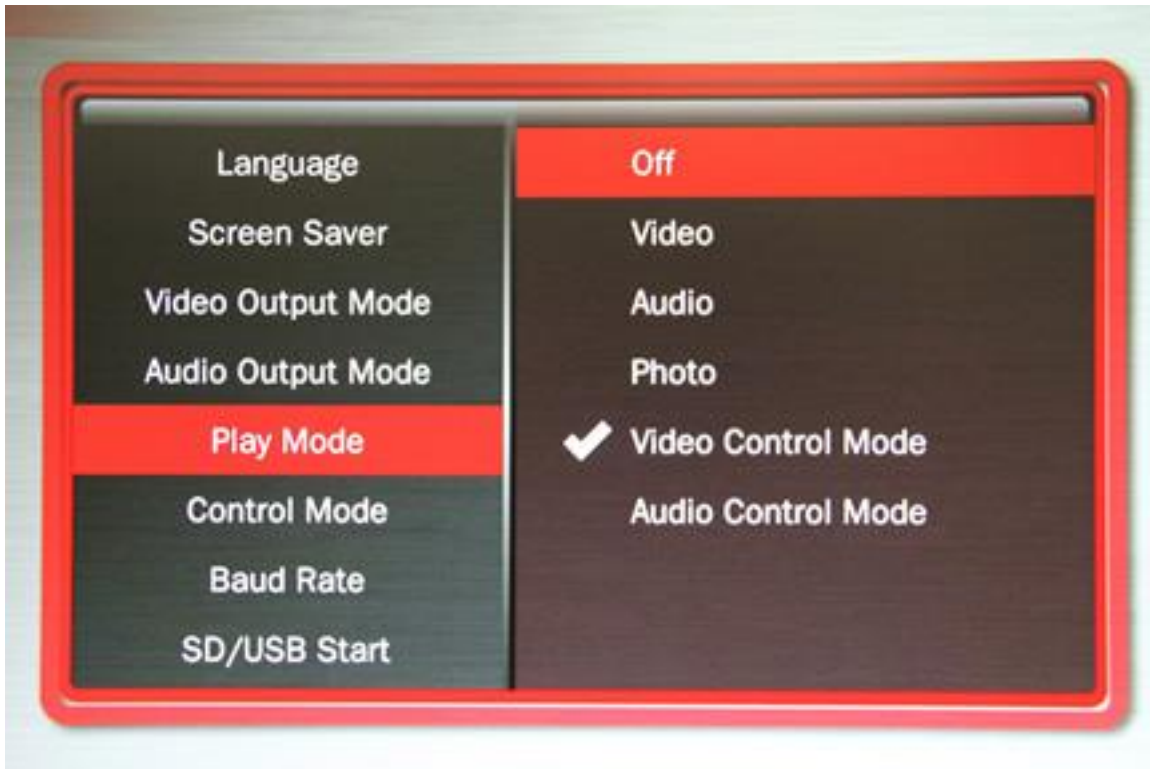 Language
Screen Saver
Video Output Mode
Audio Output Mode
Play Mode
Control Mode
Baud Rate
SD/USB Start
Off
Video
Audio
Photo
Video Control Mode
Audio Control Mode